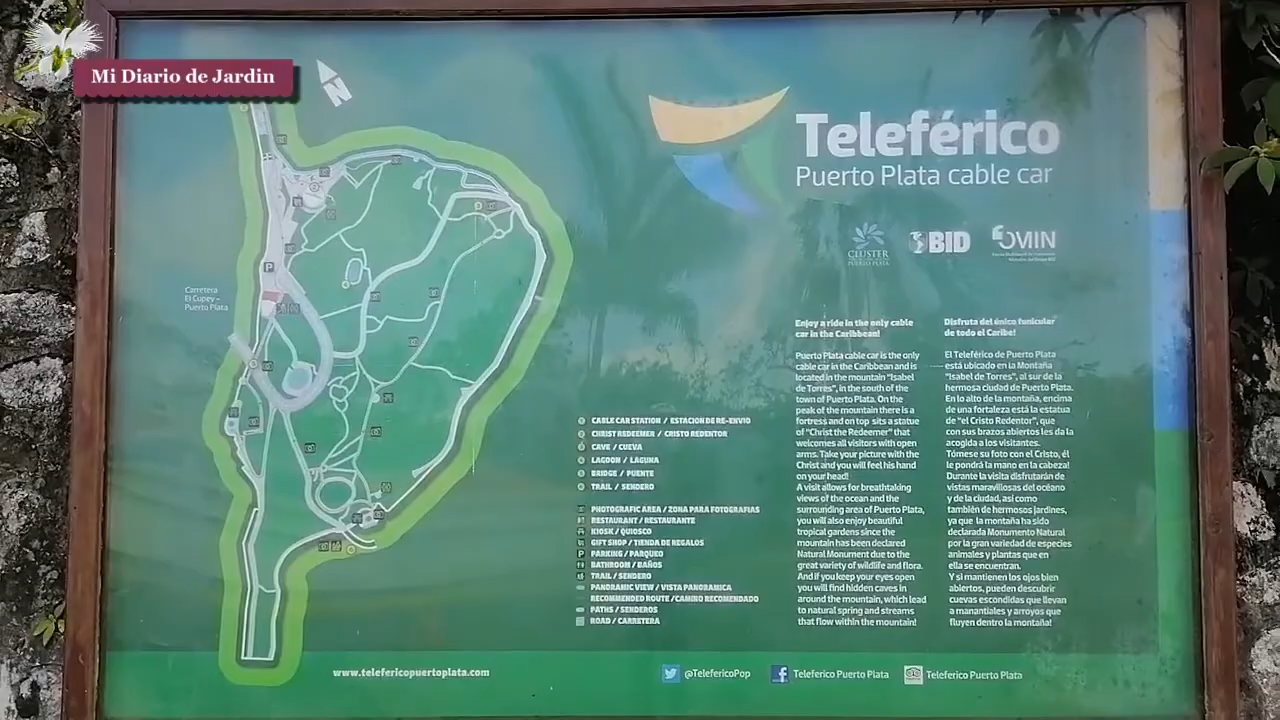 Mi Diario de Jardin
N
Teleférico
Puerto Plata cable car
CLUSTER
PUERTO PLATA
BID
OMIN
Carretera
El Cupey –
Puerto Plata
P
Enjoy a ride in the only cable
car in the Caribbean!
Puerto Plata cable car is the only
cable car in the Caribbean and is
located in the mountain "Isabel
de Torres", in the south of the
town of Puerto Plata. On the
peak of the mountain there is a
fortress and on top sits a statue
of "Christ the Redeemer" that
welcomes all visitors with open
arms. Take your picture with the
Christ and you will feel his hand
on your head!
A visit allows for breathtaking
views of the ocean and the
surrounding area of Puerto Plata,
you will also enjoy beautiful
tropical gardens since the
mountain has been declared
Natural Monument due to the
great variety of wildlife and flora.
And if you keep your eyes open
you will find hidden caves in
around the mountain, which lead
to natural spring and streams
that flow within the mountain!
Disfruta del único funicular
de todo el Caribe!
El Teleférico de Puerto Plata
está ubicado en la Montaña
"Isabel de Torres", al sur de la
hermosa ciudad de Puerto Plata.
En lo alto de la montaña, encima
de una fortaleza está la estatua
de "el Cristo Redentor", que
con sus brazos abiertos les da la
acogida a los visitantes.
Tómese su foto con el Cristo, él
le pondrá la mano en la cabeza!
Durante la visita disfrutarán de
vistas maravillosas del océano
y de la ciudad, asi como
también de hermosos jardines,
ya que la montaña ha sido
declarada Monumento Natural
por la gran variedad de especies
animales y plantas que en
ella se encuentran.
Y si mantienen los ojos bien
abiertos, pueden descubrir
cuevas escondidas que llevan
a manantiales y arroyos que
fluyen dentro la montaña!
CABLE CAR STATION / ESTACION DE RE-ENVIO
CHRIST REDEEMER / CRISTO REDENTOR
CAVE / CUEVA
LAGOON / LAGUNA
BRIDGE / PUENTE
TRAIL / SENDERO
PHOTOGRAFIC AREA / ZONA PARA FOTOGRAFIAS
RESTAURANT / RESTAURANTE
KIOSK / QUIOSCO
GIFT SHOP / TIENDA DE REGALOS
P PARKING / PARQUEO
BATHROOM / BAÑOS
TRAIL / SENDERO
PANORAMIC VIEW / VISTA PANORAMICA
RECOMMENDED ROUTE / CAMINO RECOMENDADO
PATHS / SENDEROS
ROAD / CARRETERA
www.telefericopuertoplata.com
@TelefericoPop
f Teleferico Puerto Plata
Teleferico Puerto Plata